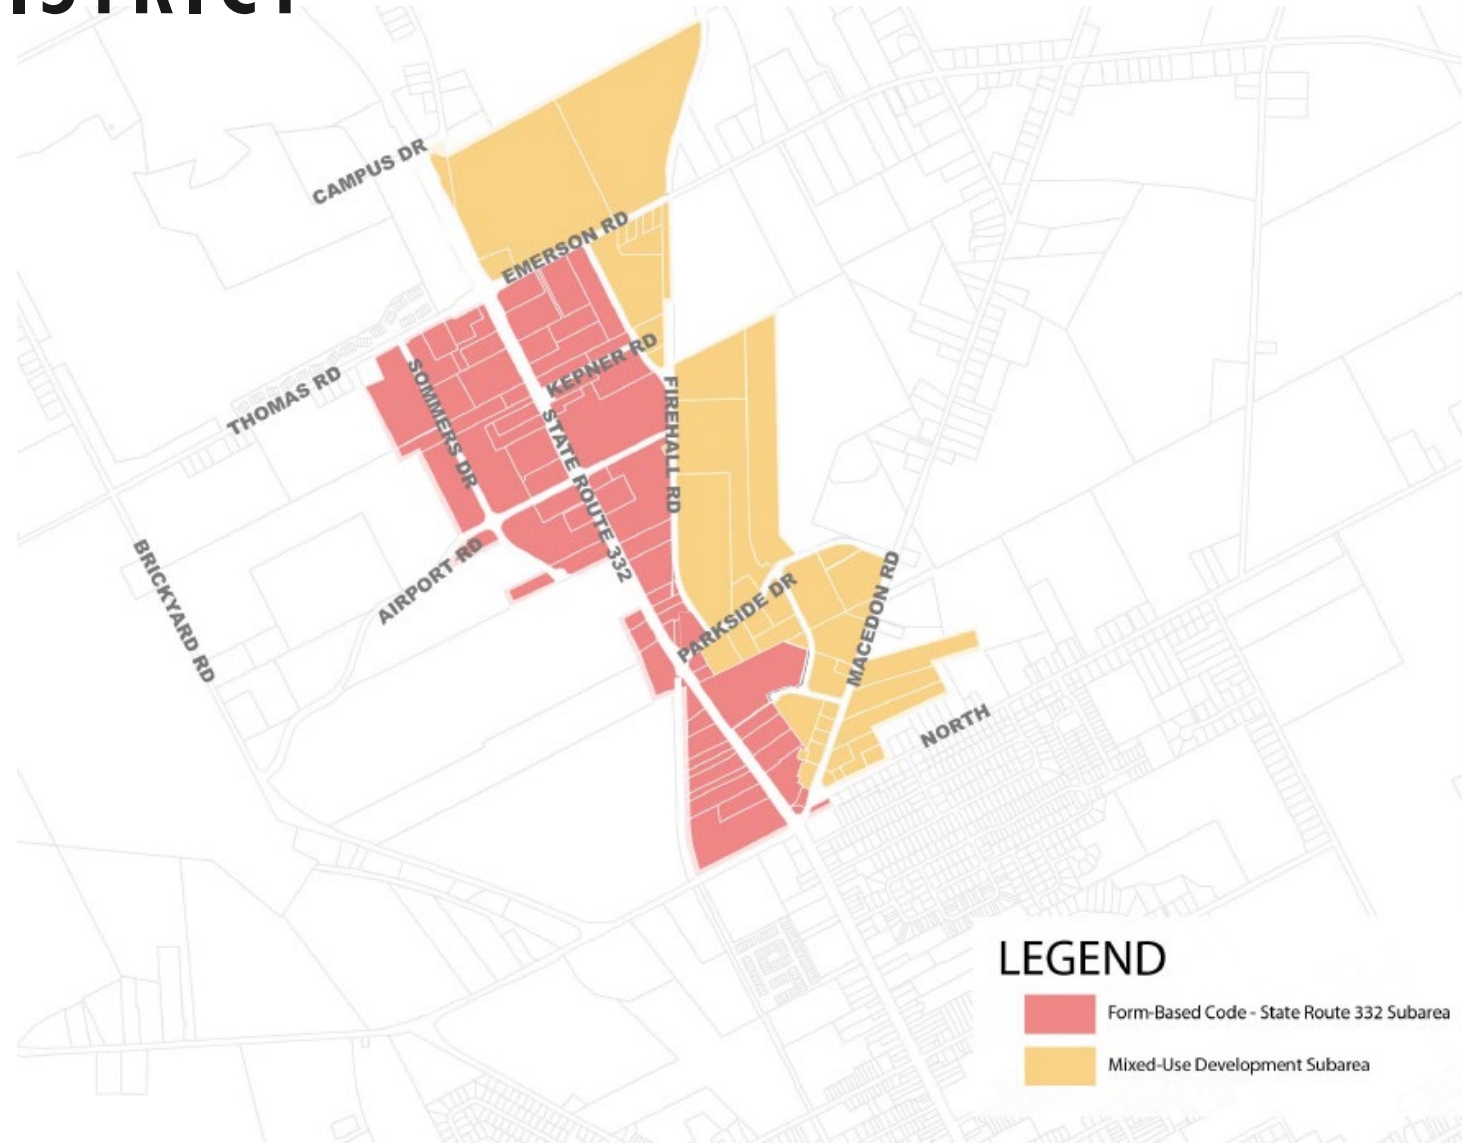 CAMPUS DR
EMERSON RD
KEPNER RD
THOMAS RD
SOMMERS DR
STATE ROUTE 332
FIREHALL RD
AIRPORT RD
BRICKYARD RD
PARKSIDE DR
MACEDON RD
NORTH
LEGEND
Form-Based Code - State Route 332 Subarea
Mixed-Use Development Subarea